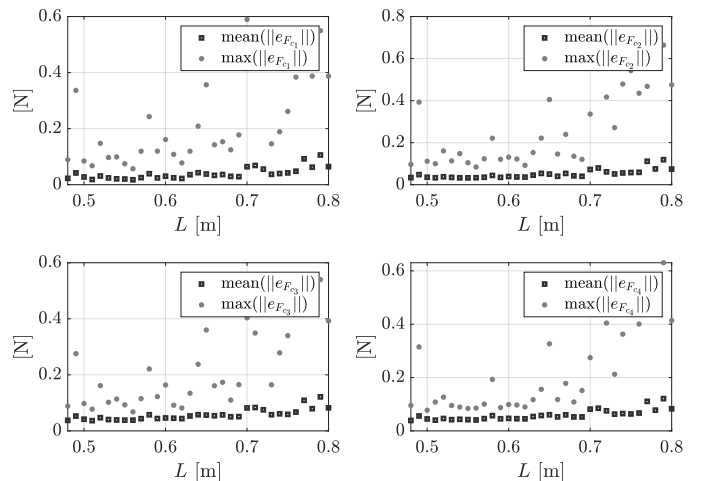 0.6
0.4
0.2
0
[N]
mean(||e_{F_{c_1}}||)
max(||e_{F_{c_1}}||)
0.5 0.6 0.7 0.8
L [m]
0.8
0.6
0.4
0.2
0
[N]
mean(||e_{F_{c_2}}||)
max(||e_{F_{c_2}}||)
0.5 0.6 0.7 0.8
L [m]
0.6
0.4
0.2
0
[N]
mean(||e_{F_{c_3}}||)
max(||e_{F_{c_3}}||)
0.5 0.6 0.7 0.8
L [m]
0.6
0.4
0.2
0
[N]
mean(||e_{F_{c_4}}||)
max(||e_{F_{c_4}}||)
0.5 0.6 0.7 0.8
L [m]